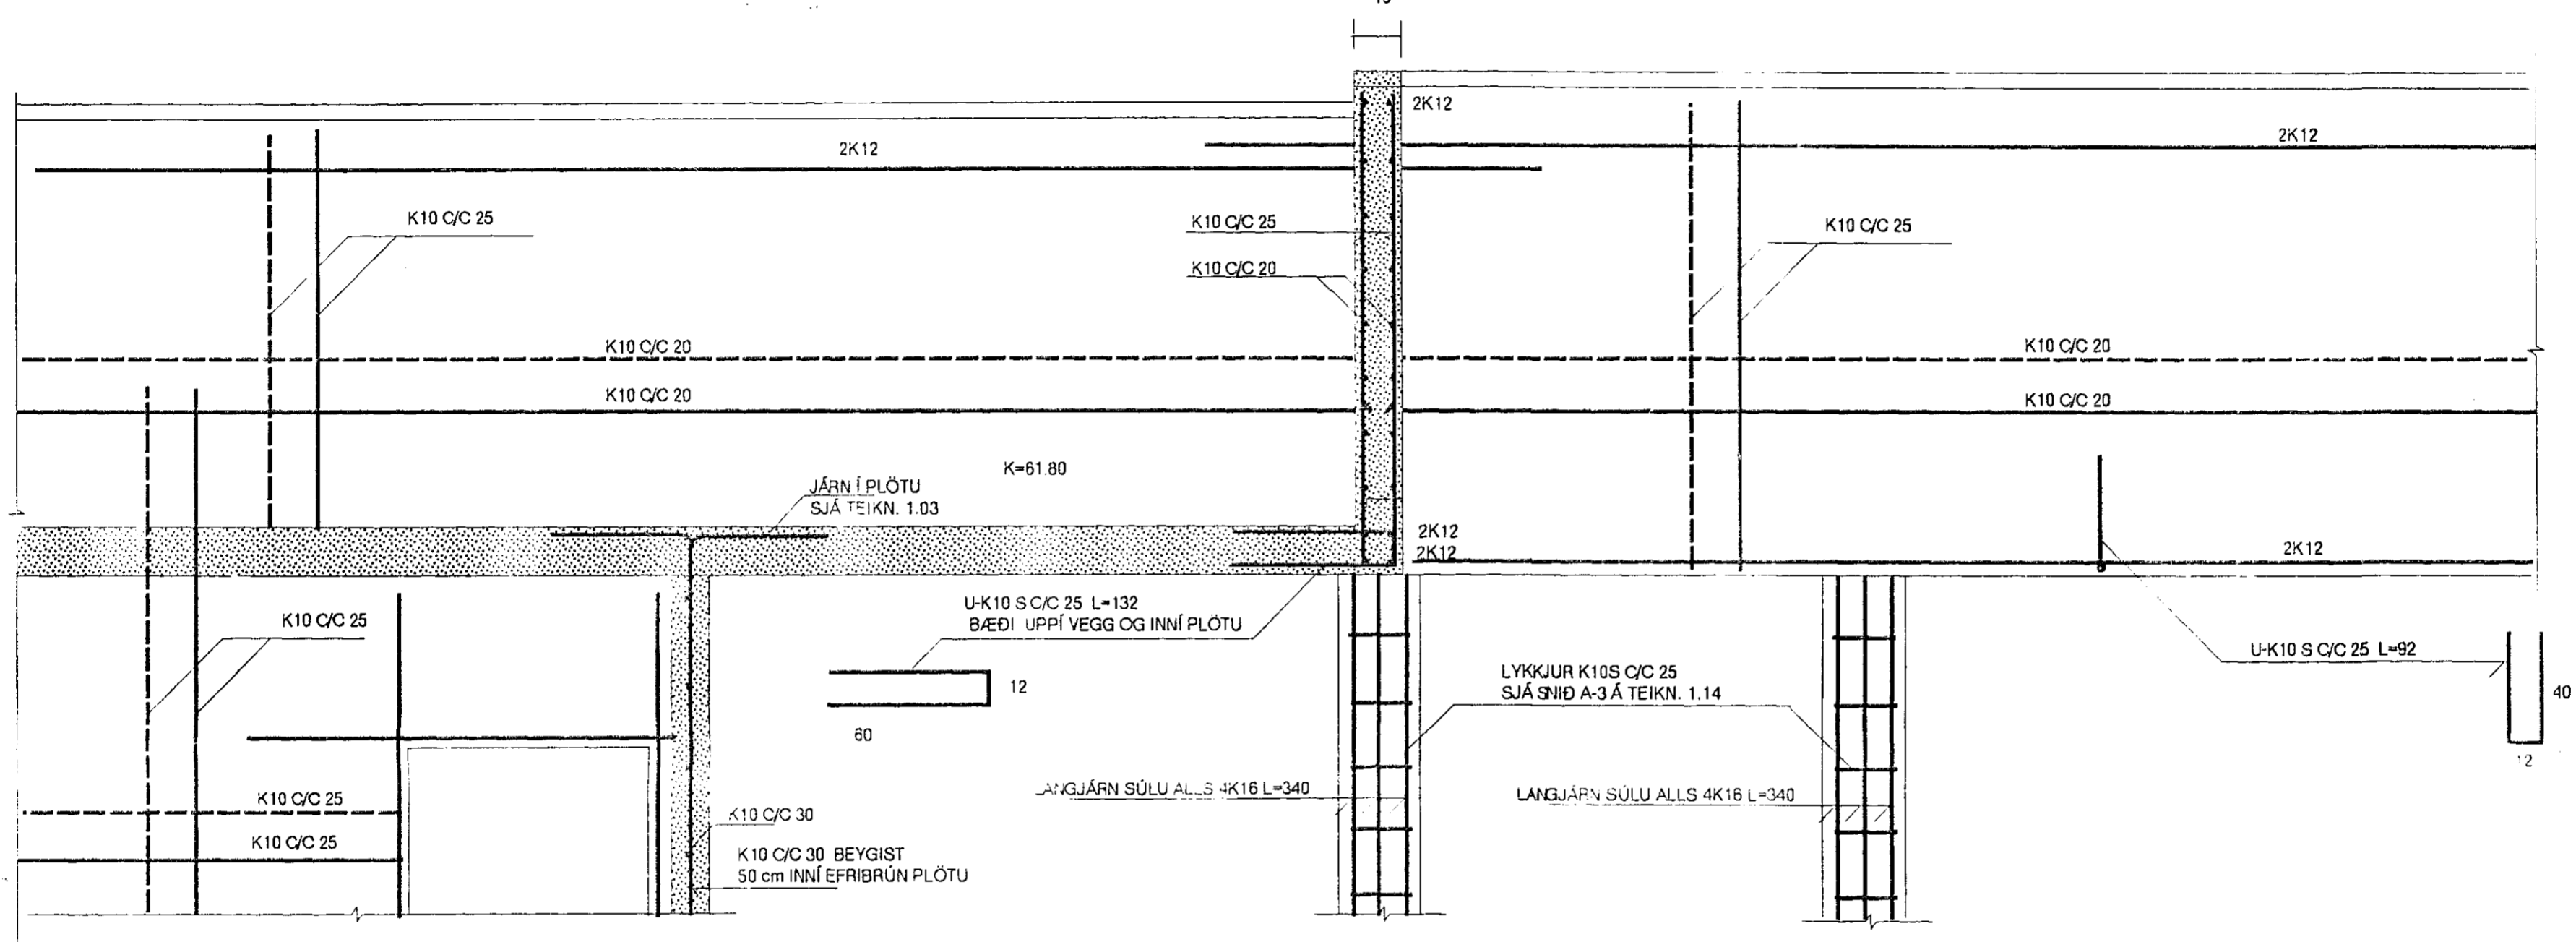 2K12
2K12
2K12
K10 C/C 25
K10 C/C 25
K10 C/C 25
K10 C/C 20
K10 C/C 20
K10 C/C 20
K10 C/C 20
K10 C/C 20
K=61.80
JÁRN Í PLÖTU
SJÁ TEIKN. 1.03
2K12
2K12
2K12
U-K10 S C/C 25 L=132
BÆÐI UPPÍ VEGG OG INNÍ PLÖTU
K10 C/C 25
12
60
LYKKJUR K10S C/C 25
SJÁ SNIÐ A-3 Á TEIKN. 1.14
U-K10 S C/C 25 L=92
40
12
K10 C/C 25
K10 C/C 25
LANGJÁRN SÚLU ALLS 4K16 L=340
LANGJÁRN SÚLU ALLS 4K16 L=340
K10 C/C 30
K10 C/C 30 BEYGIST
50 cm INNÍ EFRIBRÚN PLÖTU